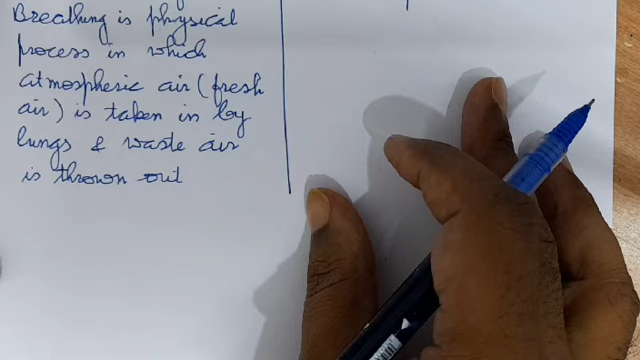 Breathing is physical
process in which
atmospheric air (fresh
air) is taken in by
lungs & waste air
is thrown out